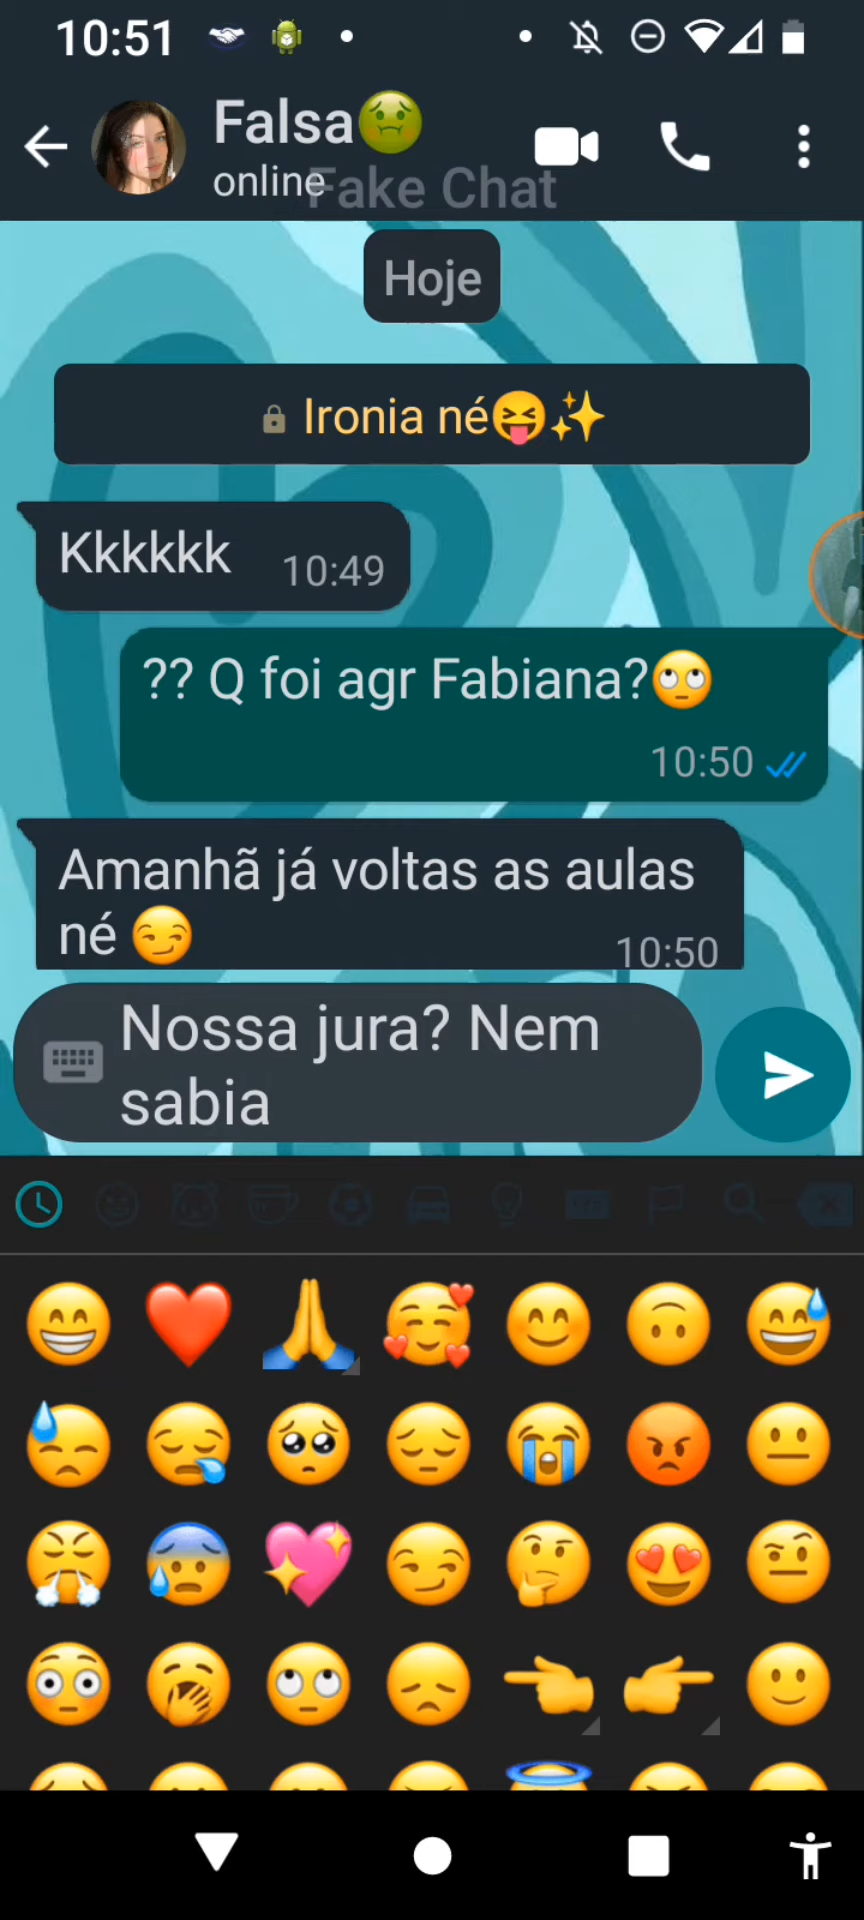 10:51
Falsa🤢
online
Fake Chat
Hoje
Ironia né😝✨
Kkkkkk 10:49
?? Q foi agr Fabiana?🙄
10:50
Amanhã já voltas as aulas
né 😏 10:50
Nossa jura? Nem
sabia